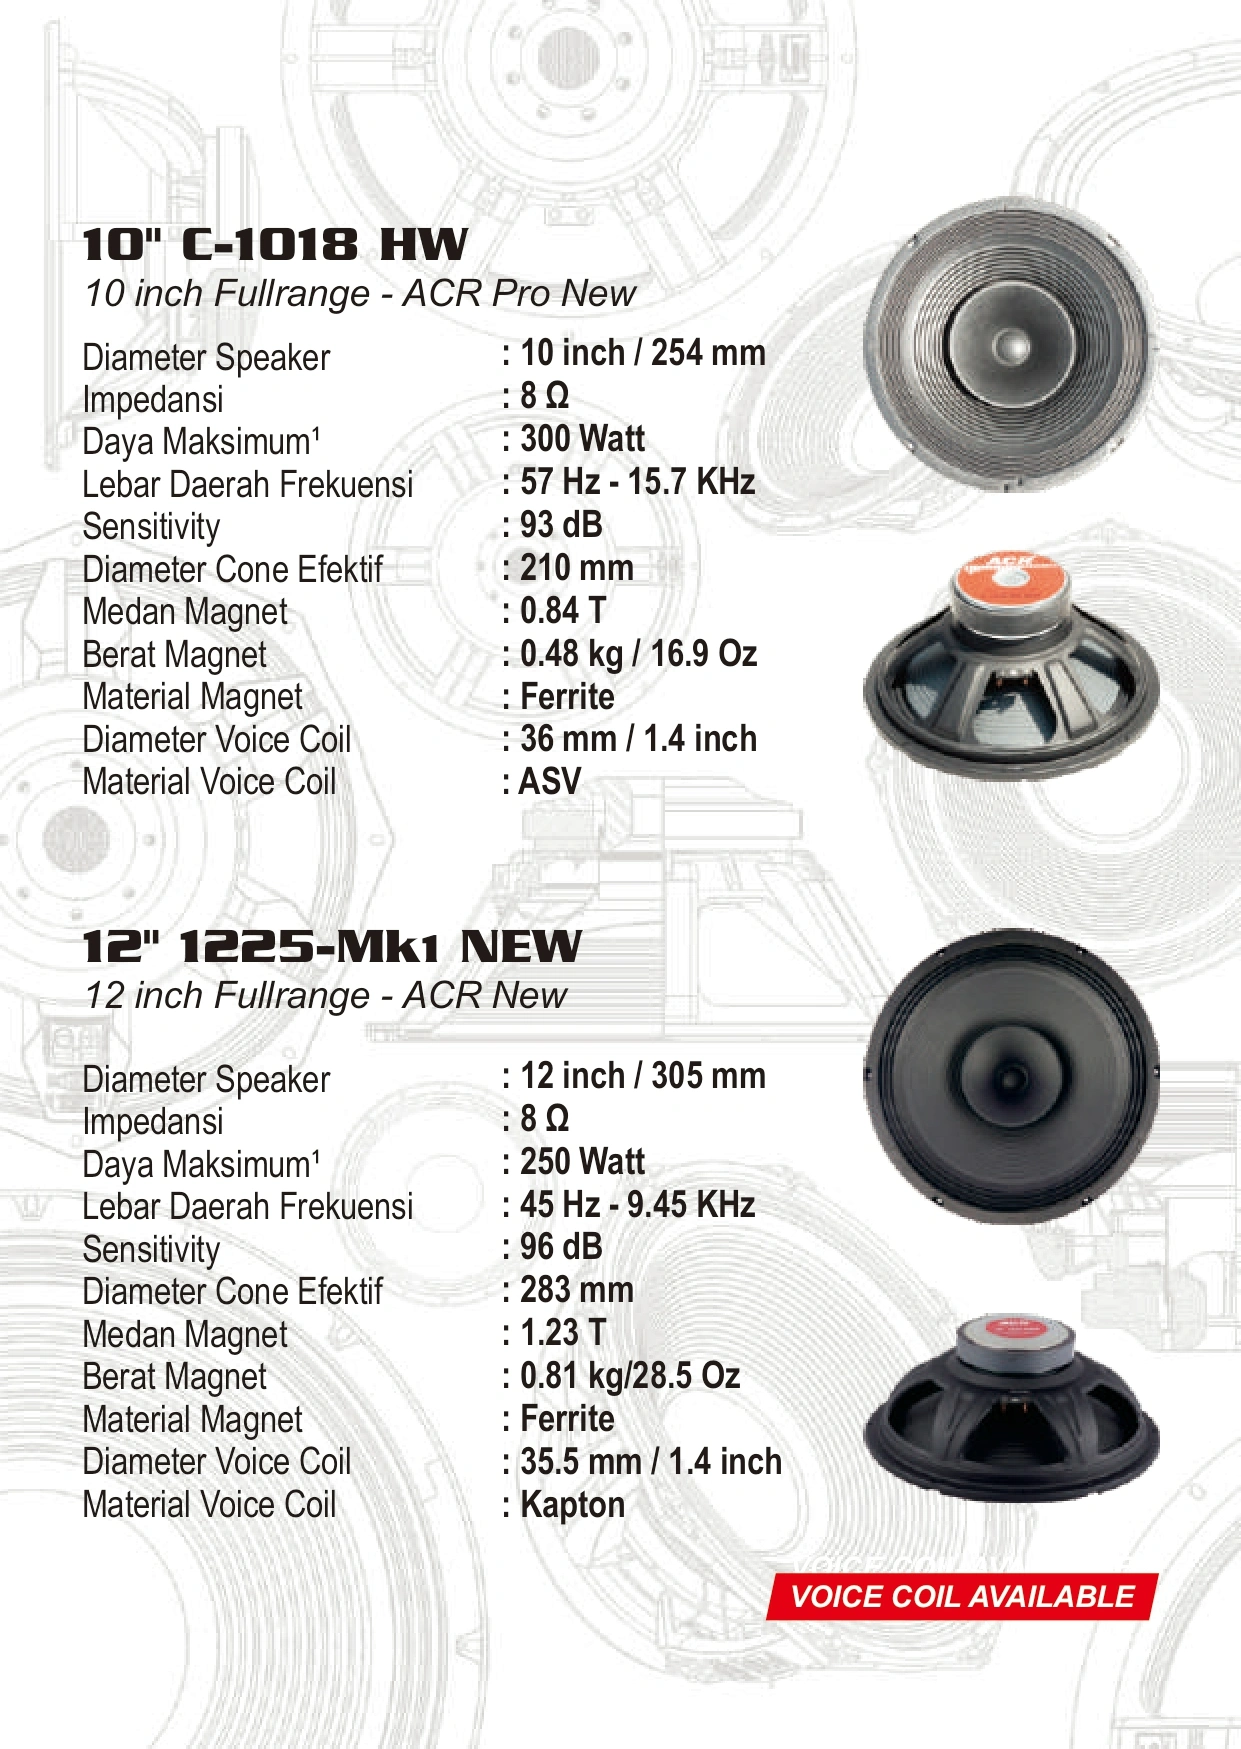 10" C-1018 HW
10 inch Fullrange - ACR Pro New
Diameter Speaker : 10 inch / 254 mm
Impedansi : 8 Ω
Daya Maksimum¹ : 300 Watt
Lebar Daerah Frekuensi : 57 Hz - 15.7 KHz
Sensitivity : 93 dB
Diameter Cone Efektif : 210 mm
Medan Magnet : 0.84 T
Berat Magnet : 0.48 kg / 16.9 Oz
Material Magnet : Ferrite
Diameter Voice Coil : 36 mm / 1.4 inch
Material Voice Coil : ASV
ACR
12" 1225-Mk1 NEW
12 inch Fullrange - ACR New
Diameter Speaker : 12 inch / 305 mm
Impedansi : 8 Ω
Daya Maksimum¹ : 250 Watt
Lebar Daerah Frekuensi : 45 Hz - 9.45 KHz
Sensitivity : 96 dB
Diameter Cone Efektif : 283 mm
Medan Magnet : 1.23 T
Berat Magnet : 0.81 kg/28.5 Oz
Material Magnet : Ferrite
Diameter Voice Coil : 35.5 mm / 1.4 inch
Material Voice Coil : Kapton
ACR
VOICE COIL AVAILABLE